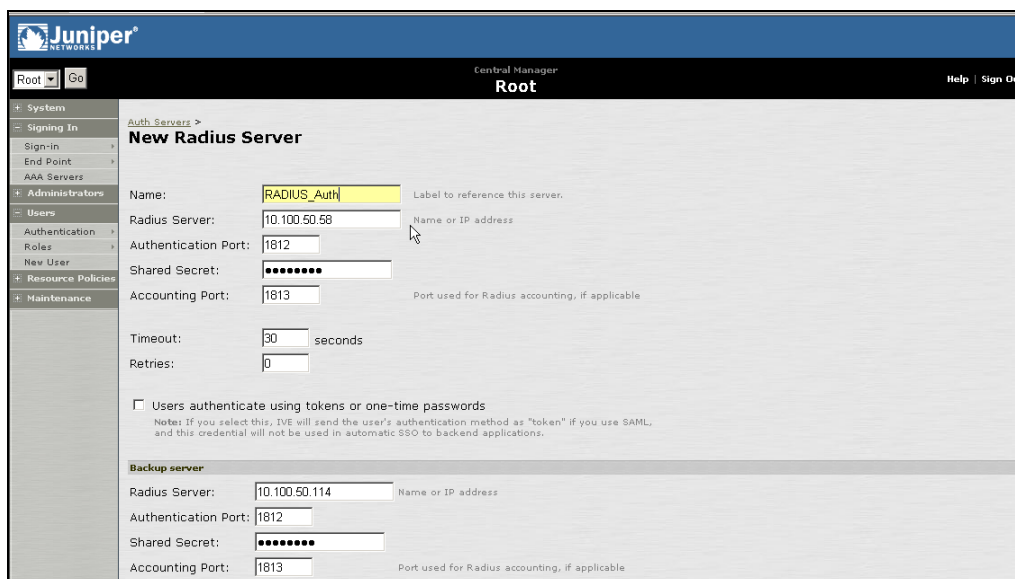 Juniper®
NETWORKS
Root Go
Central Manager
Root
Help | Sign O
System
Signing In
Sign-in
End Point
AAA Servers
Administrators
Users
Authentication
Roles
New User
Resource Policies
Maintenance
Auth Servers >
New Radius Server
Name: RADIUS_Auth Label to reference this server.
Radius Server: 10.100.50.58 Name or IP address
Authentication Port: 1812
Shared Secret: ••••••••
Accounting Port: 1813 Port used for Radius accounting, if applicable
Timeout: 30 seconds
Retries: 0
Users authenticate using tokens or one-time passwords
Note: If you select this, IVE will send the user's authentication method as "token" if you use SAML,
and this credential will not be used in automatic SSO to backend applications.
Backup server
Radius Server: 10.100.50.114 Name or IP address
Authentication Port: 1812
Shared Secret: ••••••••
Accounting Port: 1813 Port used for Radius accounting, if applicable